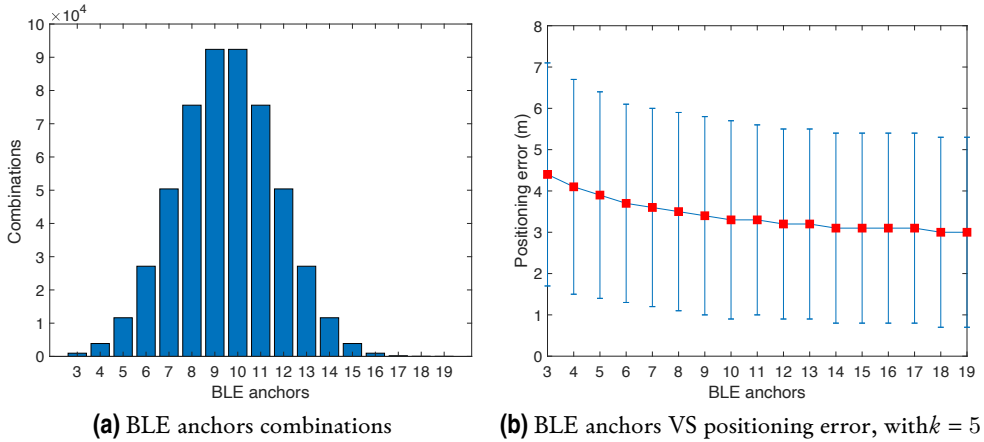 ×10^4
10
9
8
7
6
5
4
3
2
1
0
Combinations
3 4 5 6 7 8 9 10 11 12 13 14 15 16 17 18 19
BLE anchors
(a) BLE anchors combinations
8
7
6
5
4
3
2
1
0
Positioning error (m)
3 4 5 6 7 8 9 10 11 12 13 14 15 16 17 18 19
BLE anchors
(b) BLE anchors VS positioning error, withk = 5